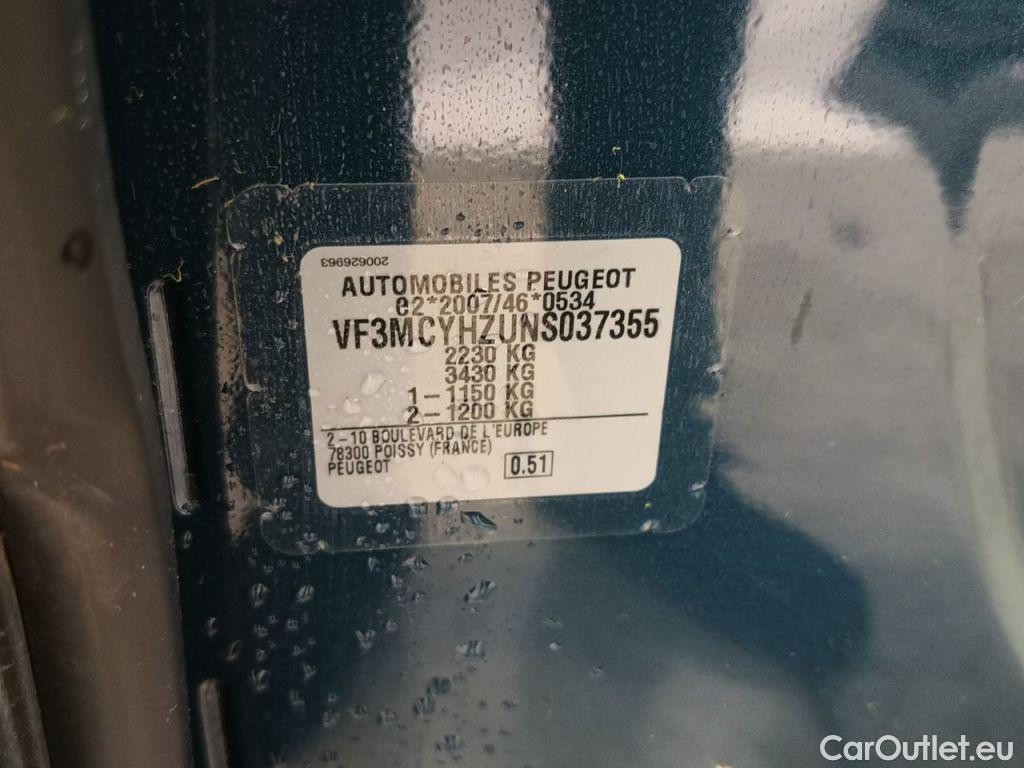 200626963
AUTOMOBILES PEUGEOT
e2*2007/46*0534
VF3MCYHZUNS037355
2230 KG
3430 KG
1-1150 KG
2-1200 KG
2-10 BOULEVARD DE L'EUROPE
78300 POISSY (FRANCE)
PEUGEOT
0.51
CarOutlet.eu